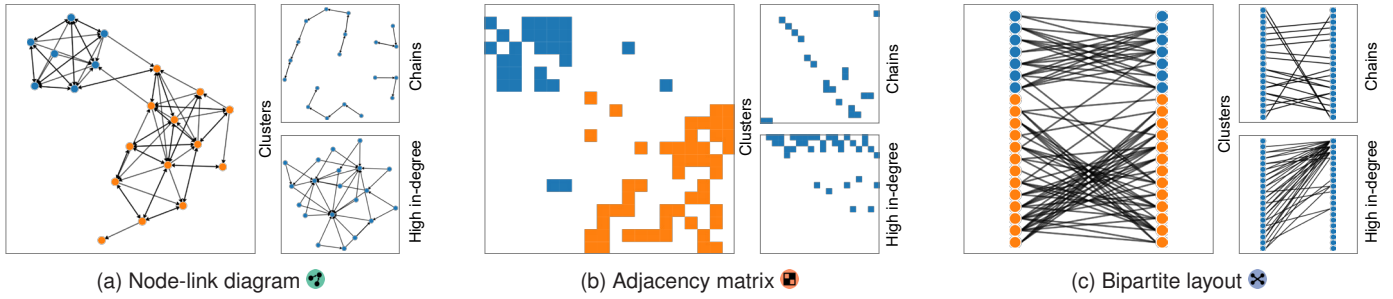 Clusters
Chains
High in-degree
(a) Node-link diagram
Clusters
Chains
High in-degree
(b) Adjacency matrix
Clusters
Chains
High in-degree
(c) Bipartite layout